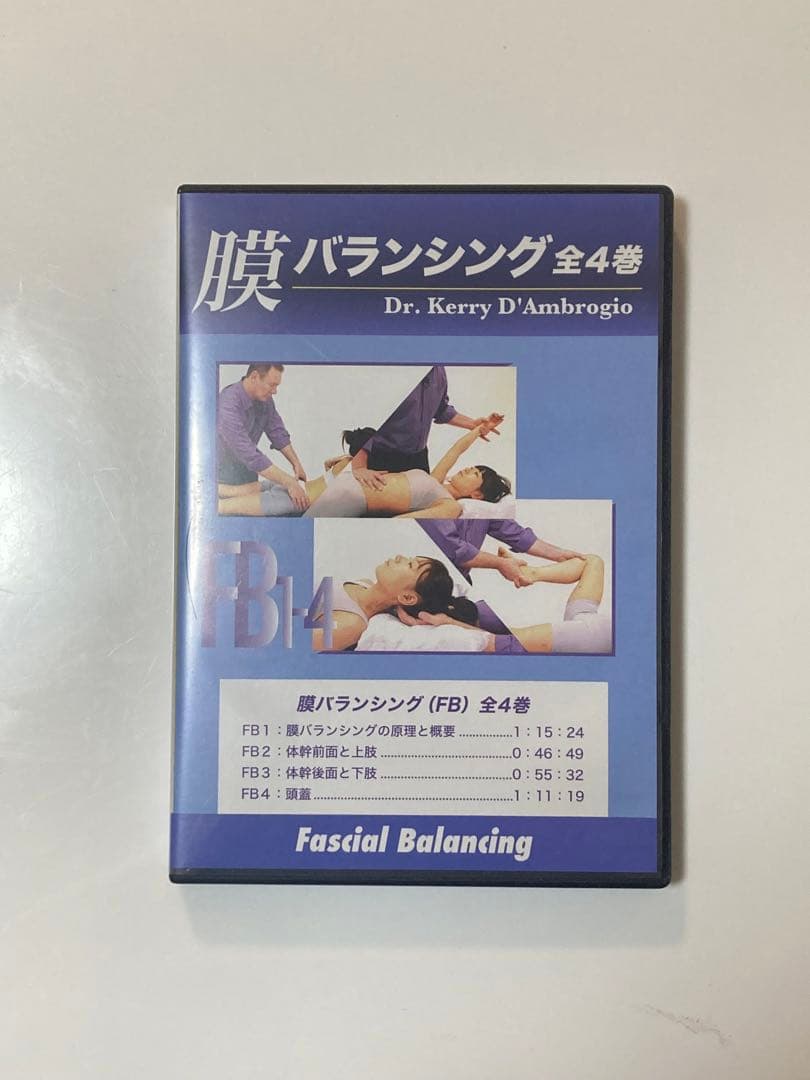 膜バランシング 全4巻
Dr. Kerry D'Ambrogio
FB1-4
膜バランシング（FB）全4巻
FB1：膜バランシングの原理と概要................1：15：24
FB2：体幹前面と上肢........................................0：46：49
FB3：体幹後面と下肢........................................0：55：32
FB4：頭蓋............................................................1：11：19
Fascial Balancing